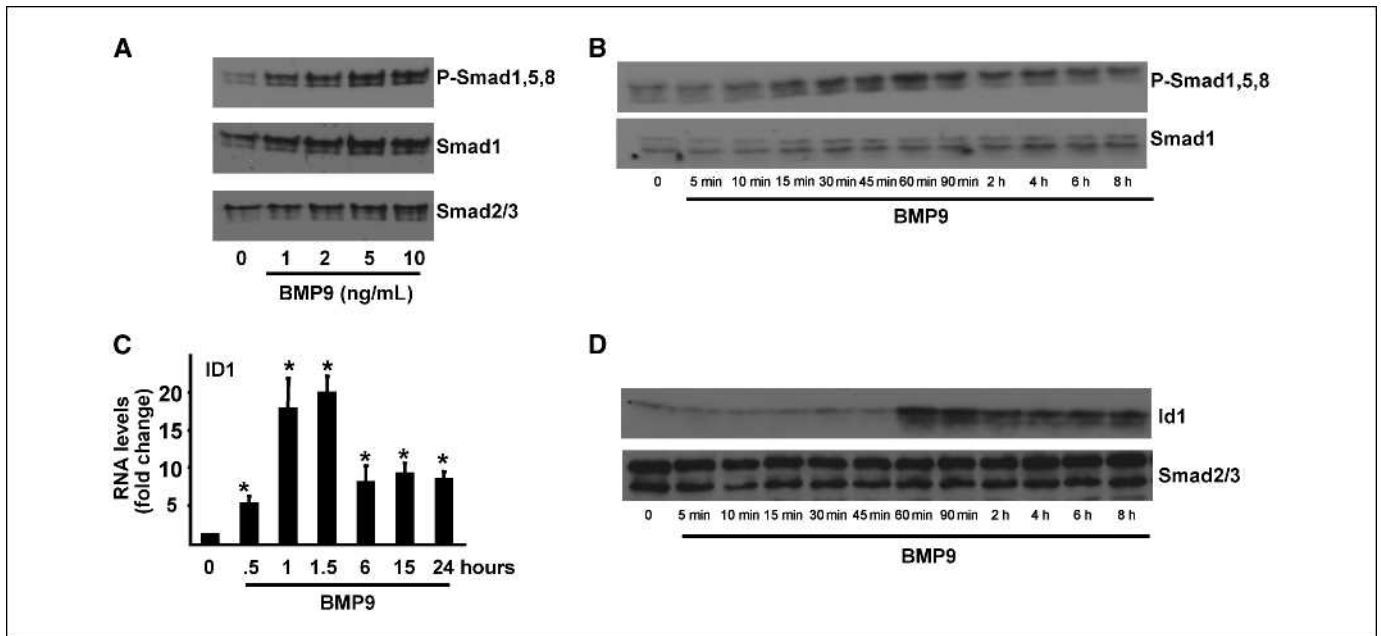 A
P-Smad1,5,8
Smad1
Smad2/3
0 1 2 5 10
BMP9 (ng/mL)
B
P-Smad1,5,8
Smad1
0 5 min 10 min 15 min 30 min 45 min 60 min 90 min 2 h 4 h 6 h 8 h
BMP9
C
ID1
RNA levels
(fold change)
20
15
10
5
* * * * * *
0 .5 1 1.5 6 15 24 hours
BMP9
D
Id1
Smad2/3
0 5 min 10 min 15 min 30 min 45 min 60 min 90 min 2 h 4 h 6 h 8 h
BMP9